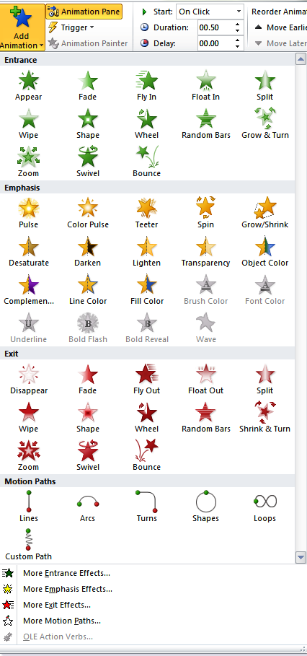 Add Animation
Animation Pane
Trigger
Animation Painter
Start: On Click
Duration: 00.50
Delay: 00.00
Reorder Anima
Move Earlie
Move Later
Entrance
Appear Fade Fly In Float In Split
Wipe Shape Wheel Random Bars Grow & Turn
Zoom Swivel Bounce
Emphasis
Pulse Color Pulse Teeter Spin Grow/Shrink
Desaturate Darken Lighten Transparency Object Color
Complemen... Line Color Fill Color Brush Color Font Color
Underline Bold Flash Bold Reveal Wave
Exit
Disappear Fade Fly Out Float Out Split
Wipe Shape Wheel Random Bars Shrink & Turn
Zoom Swivel Bounce
Motion Paths
Lines Arcs Turns Shapes Loops
Custom Path
More Entrance Effects...
More Emphasis Effects...
More Exit Effects...
More Motion Paths...
OLE Action Verbs...